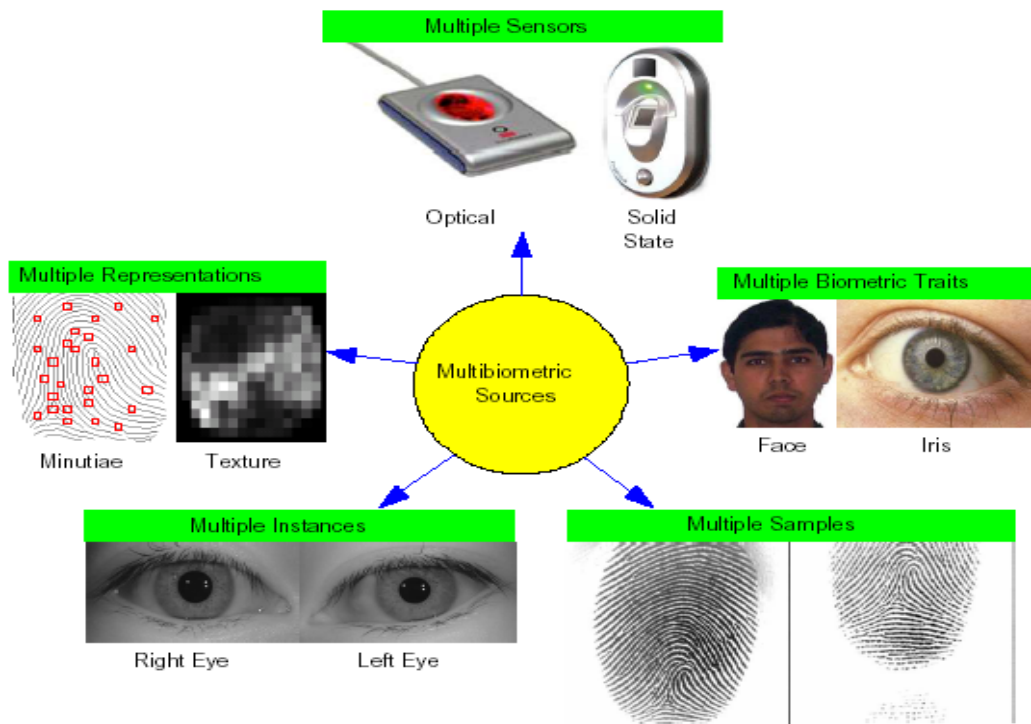 Multiple Sensors
Optical
Solid
State
Multiple Representations
Multiple Biometric Traits
Multibiometric
Sources
Minutiae
Texture
Face
Iris
Multiple Instances
Multiple Samples
Right Eye
Left Eye